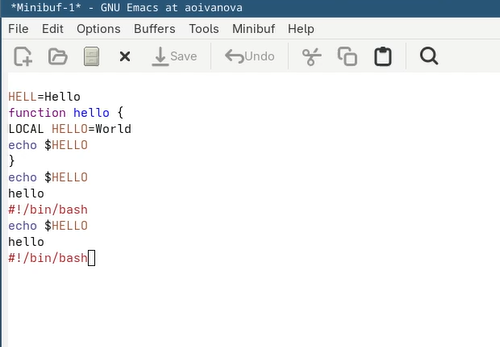 *Minibuf-1* - GNU Emacs at aoivanova
File Edit Options Buffers Tools Minibuf Help
Save Undo
HELL=Hello
function hello {
LOCAL HELLO=World
echo $HELLO
}
echo $HELLO
hello
#!/bin/bash
echo $HELLO
hello
#!/bin/bash